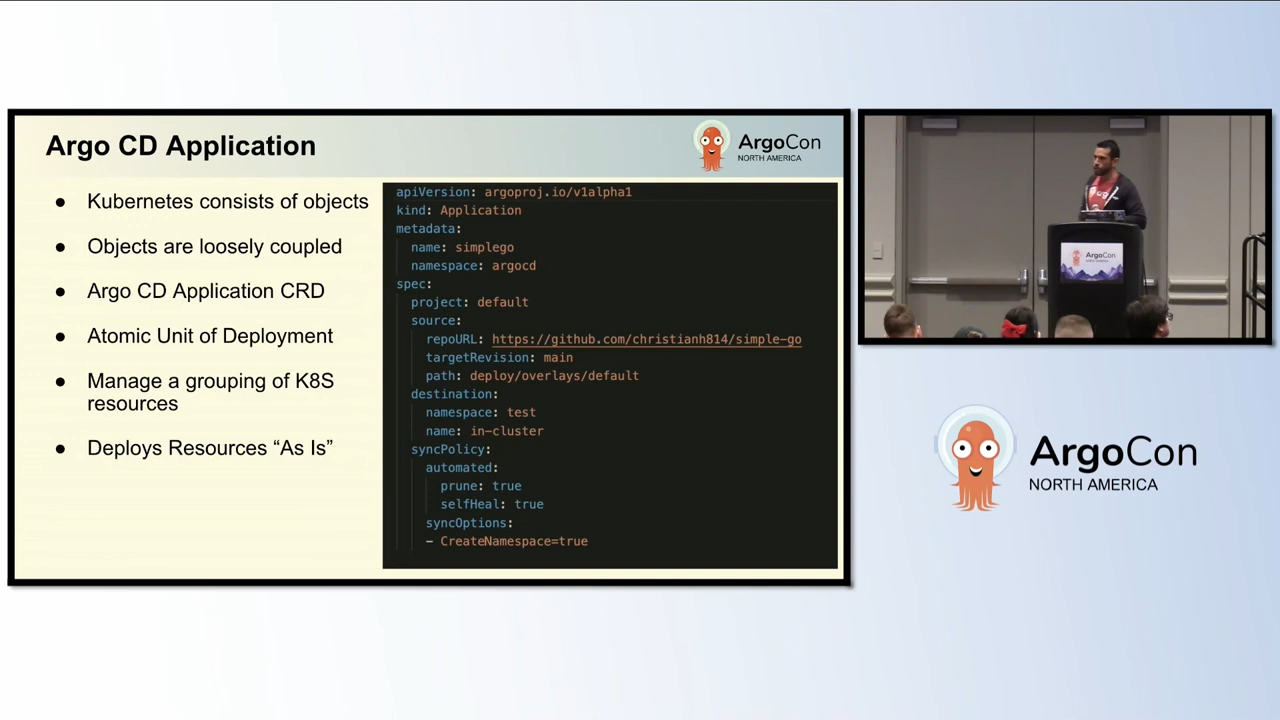 Argo CD Application
ArgoCon
NORTH AMERICA
● Kubernetes consists of objects
● Objects are loosely coupled
● Argo CD Application CRD
● Atomic Unit of Deployment
● Manage a grouping of K8S
resources
● Deploys Resources “As Is”
apiVersion: argoproj.io/v1alpha1
kind: Application
metadata:
  name: simplego
  namespace: argocd
spec:
  project: default
  source:
    repoURL: https://github.com/christianh814/simple-go
    targetRevision: main
    path: deploy/overlays/default
  destination:
    namespace: test
    name: in-cluster
  syncPolicy:
    automated:
      prune: true
      selfHeal: true
    syncOptions:
    - CreateNamespace=true
ArgoCon
ArgoCon
NORTH AMERICA